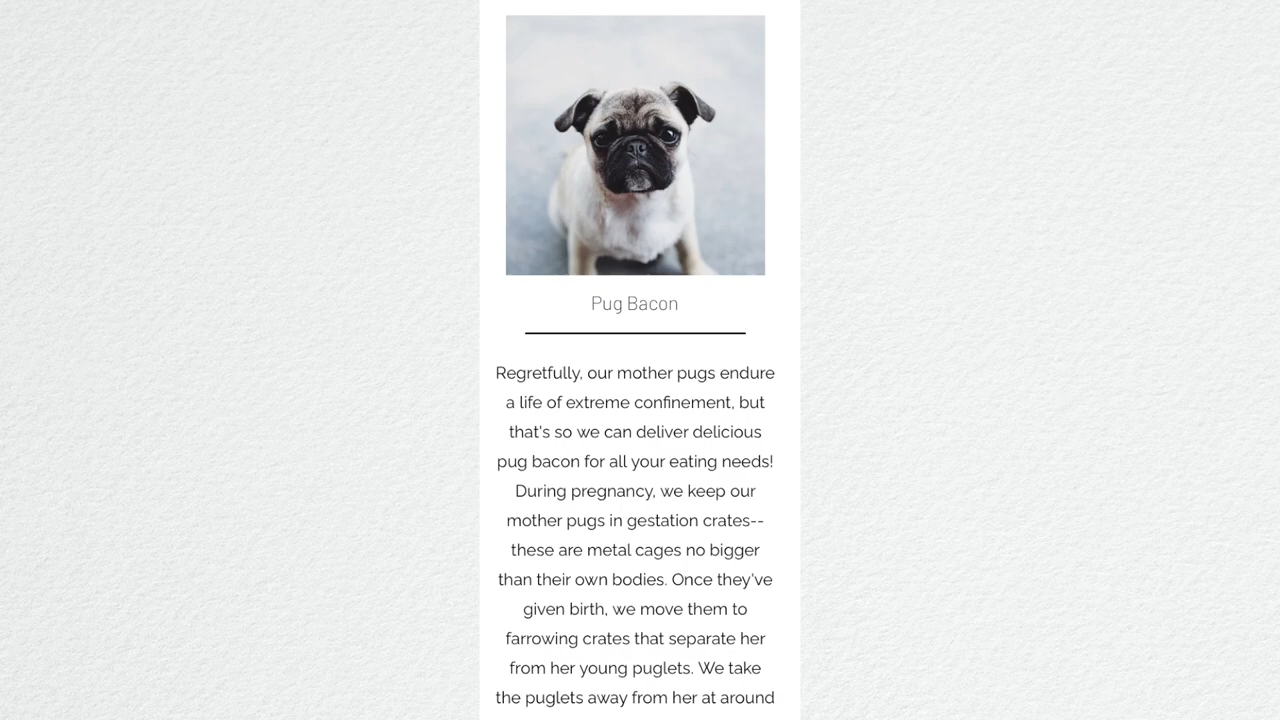 Pug Bacon
Regretfully, our mother pugs endure
a life of extreme confinement, but
that's so we can deliver delicious
pug bacon for all your eating needs!
During pregnancy, we keep our
mother pugs in gestation crates--
these are metal cages no bigger
than their own bodies. Once they've
given birth, we move them to
farrowing crates that separate her
from her young puglets. We take
the puglets away from her at around